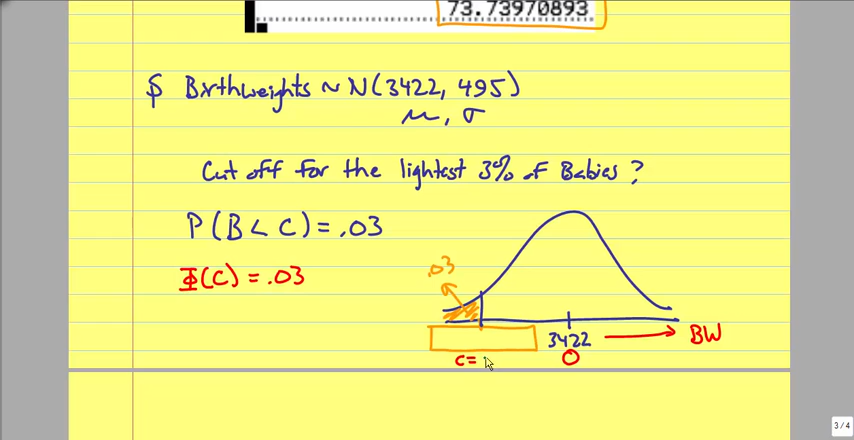 73.73970893
$ Birthweights ~ N(3422, 495)
μ, σ
Cut off for the lightest 3% of Babies?
P(B < C) = .03
Φ(C) = .03
.03
3422 → BW
C= 0
3/4